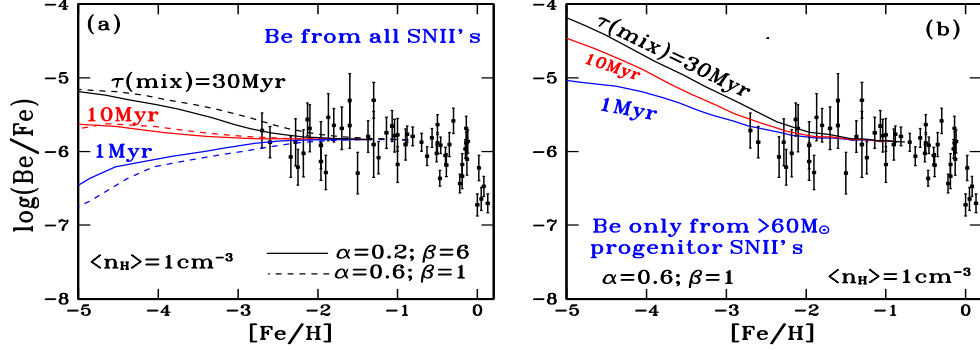 (a)
Be from all SNII's
τ(mix)=30Myr
10Myr
1Myr
<n_H>=1cm⁻³
α=0.2; β=6
α=0.6; β=1
log(Be/Fe)
-4
-5
-6
-7
-8
-5 -4 -3 -2 -1 0
[Fe/H]
(b)
τ(mix)=30Myr
10Myr
1Myr
Be only from >60M☉
progenitor SNII's
α=0.6; β=1 <n_H>=1cm⁻³
-4
-5
-6
-7
-8
-5 -4 -3 -2 -1 0
[Fe/H]